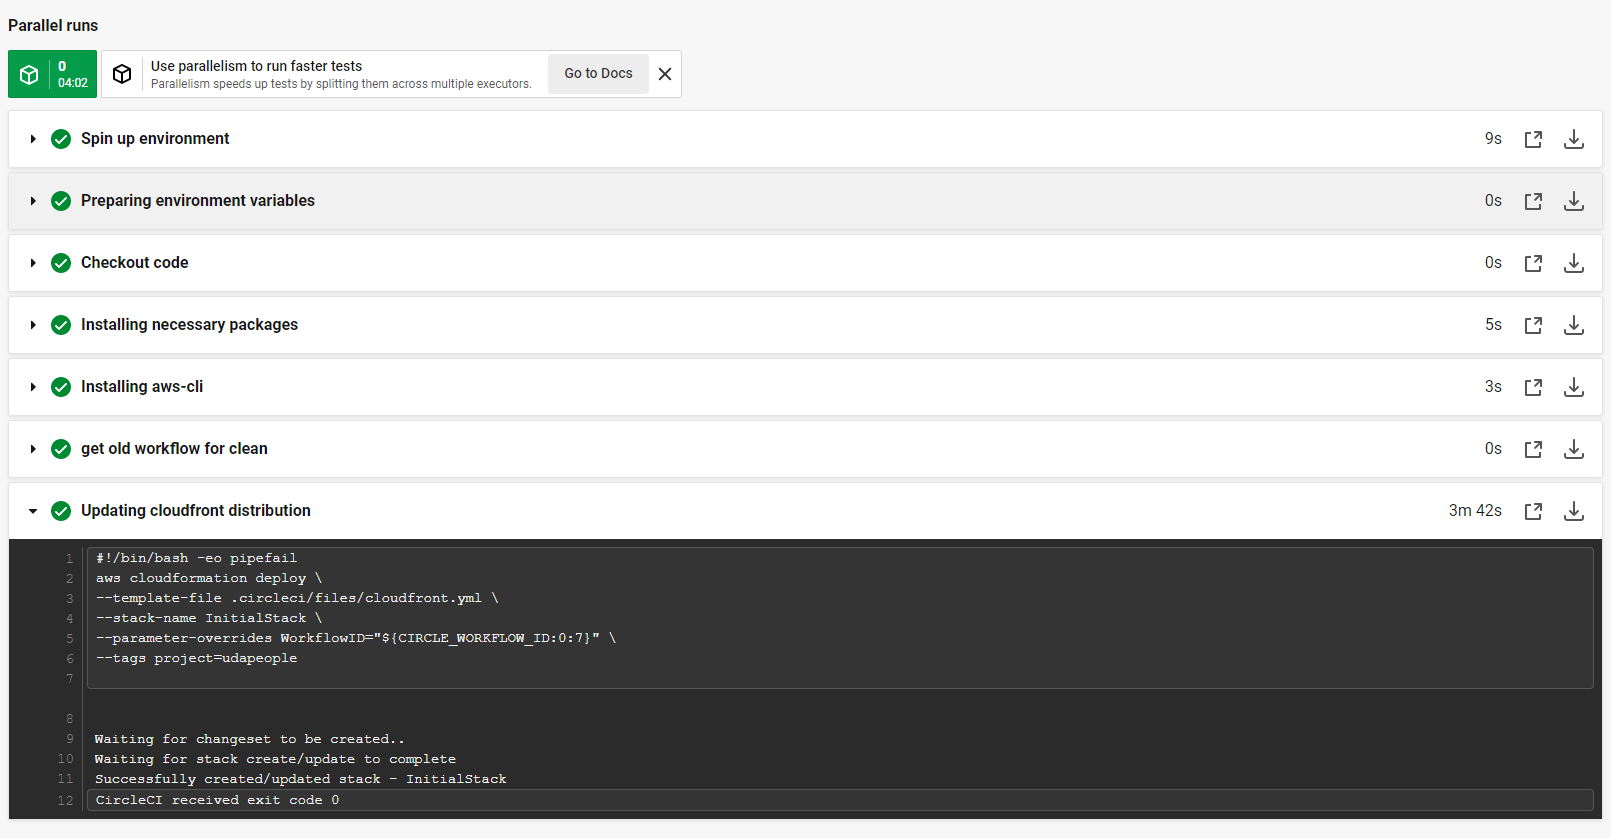 Parallel runs
0
04:02
Use parallelism to run faster tests
Parallelism speeds up tests by splitting them across multiple executors.
Go to Docs
Spin up environment 9s
Preparing environment variables 0s
Checkout code 0s
Installing necessary packages 5s
Installing aws-cli 3s
get old workflow for clean 0s
Updating cloudfront distribution 3m 42s
1 #!/bin/bash -eo pipefail
2 aws cloudformation deploy \
3 --template-file .circleci/files/cloudfront.yml \
4 --stack-name InitialStack \
5 --parameter-overrides WorkflowID="${CIRCLE_WORKFLOW_ID:0:7}" \
6 --tags project=udapeople
7
8
9 Waiting for changeset to be created..
10 Waiting for stack create/update to complete
11 Successfully created/updated stack - InitialStack
12 CircleCI received exit code 0